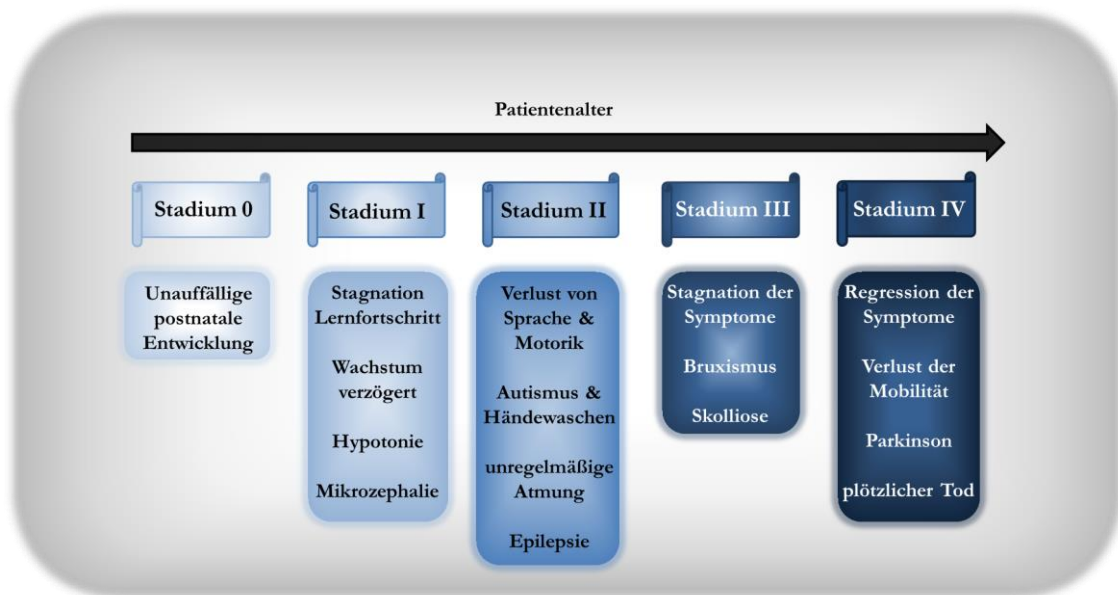 Patientenalter
Stadium 0
Unauffällige
postnatale
Entwicklung
Stadium I
Stagnation
Lernfortschritt
Wachstum
verzögert
Hypotonie
Mikrozephalie
Stadium II
Verlust von
Sprache &
Motorik
Autismus &
Händewaschen
unregelmäßige
Atmung
Epilepsie
Stadium III
Stagnation der
Symptome
Bruxismus
Skolliose
Stadium IV
Regression der
Symptome
Verlust der
Mobilität
Parkinson
plötzlicher Tod